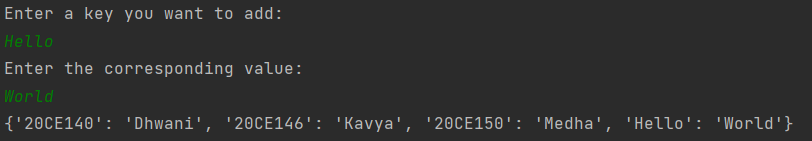 Enter a key you want to add:
Hello
Enter the corresponding value:
World
{'20CE140': 'Dhwani', '20CE146': 'Kavya', '20CE150': 'Medha', 'Hello': 'World'}